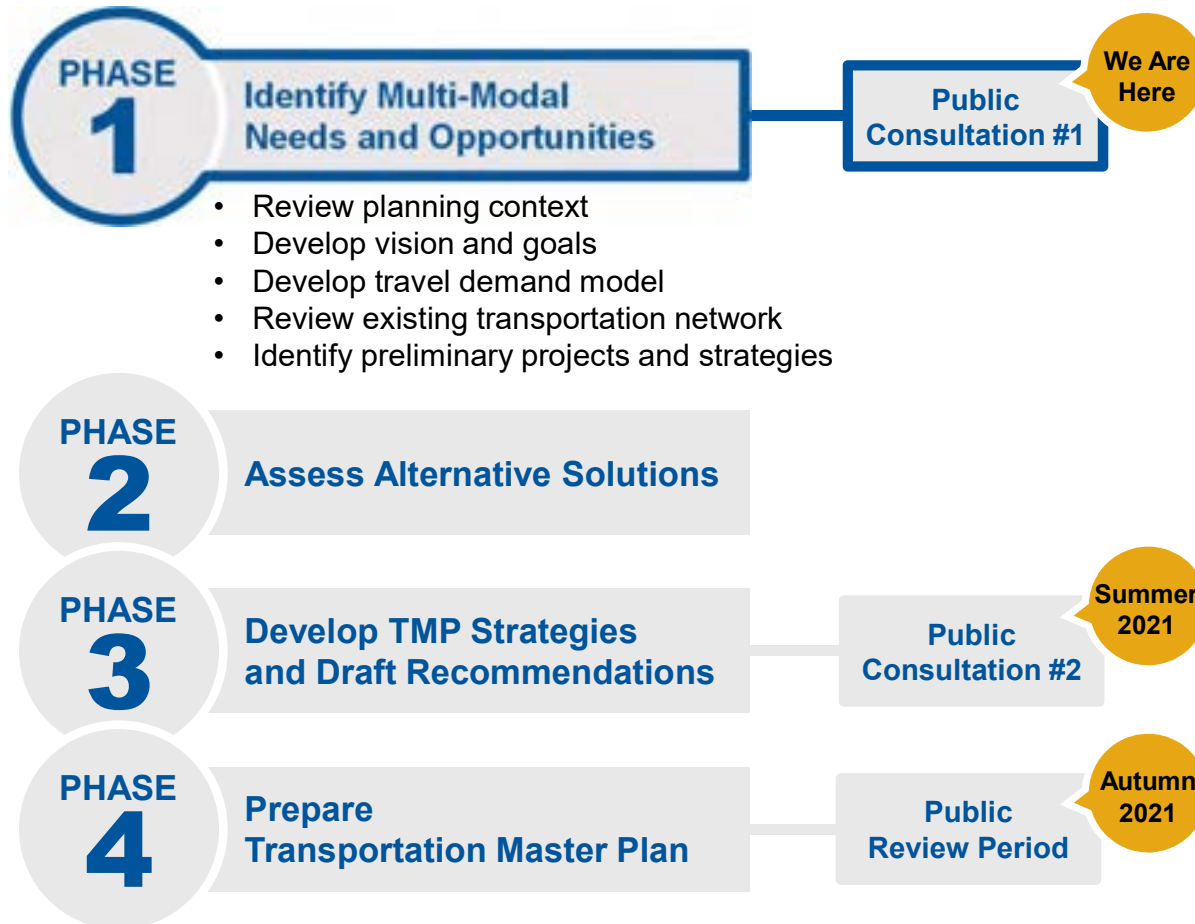 PHASE
1
Identify Multi-Modal
Needs and Opportunities
Public
Consultation #1
We Are
Here
• Review planning context
• Develop vision and goals
• Develop travel demand model
• Review existing transportation network
• Identify preliminary projects and strategies
PHASE
2
Assess Alternative Solutions
PHASE
3
Develop TMP Strategies
and Draft Recommendations
Public
Consultation #2
Summer
2021
PHASE
4
Prepare
Transportation Master Plan
Public
Review Period
Autumn
2021